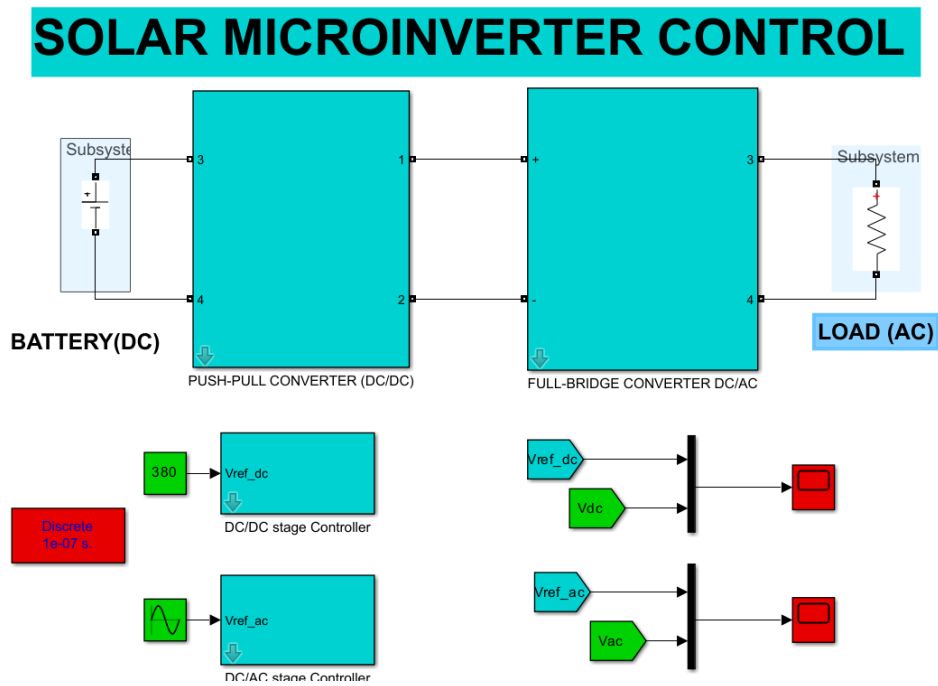 SOLAR MICROINVERTER CONTROL
Subsyste
Subsystem
3
1
+
3
+
+
4
2
-
4
BATTERY(DC)
LOAD (AC)
PUSH-PULL CONVERTER (DC/DC)
FULL-BRIDGE CONVERTER DC/AC
380
Vref_dc
DC/DC stage Controller
Vref_dc
Vdc
Discrete
1e-07 s.
Vref_ac
DC/AC stage Controller
Vref_ac
Vac